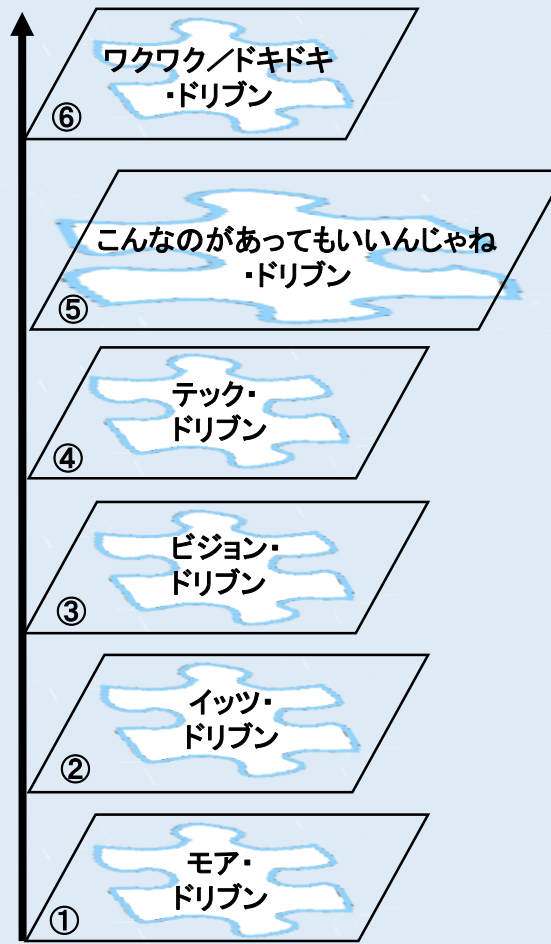 ワクワク／ドキドキ
・ドリブン
⑥
こんなのがあってもいいんじゃね
・ドリブン
⑤
テック・
ドリブン
④
ビジョン・
ドリブン
③
イッツ・
ドリブン
②
モア・
ドリブン
①